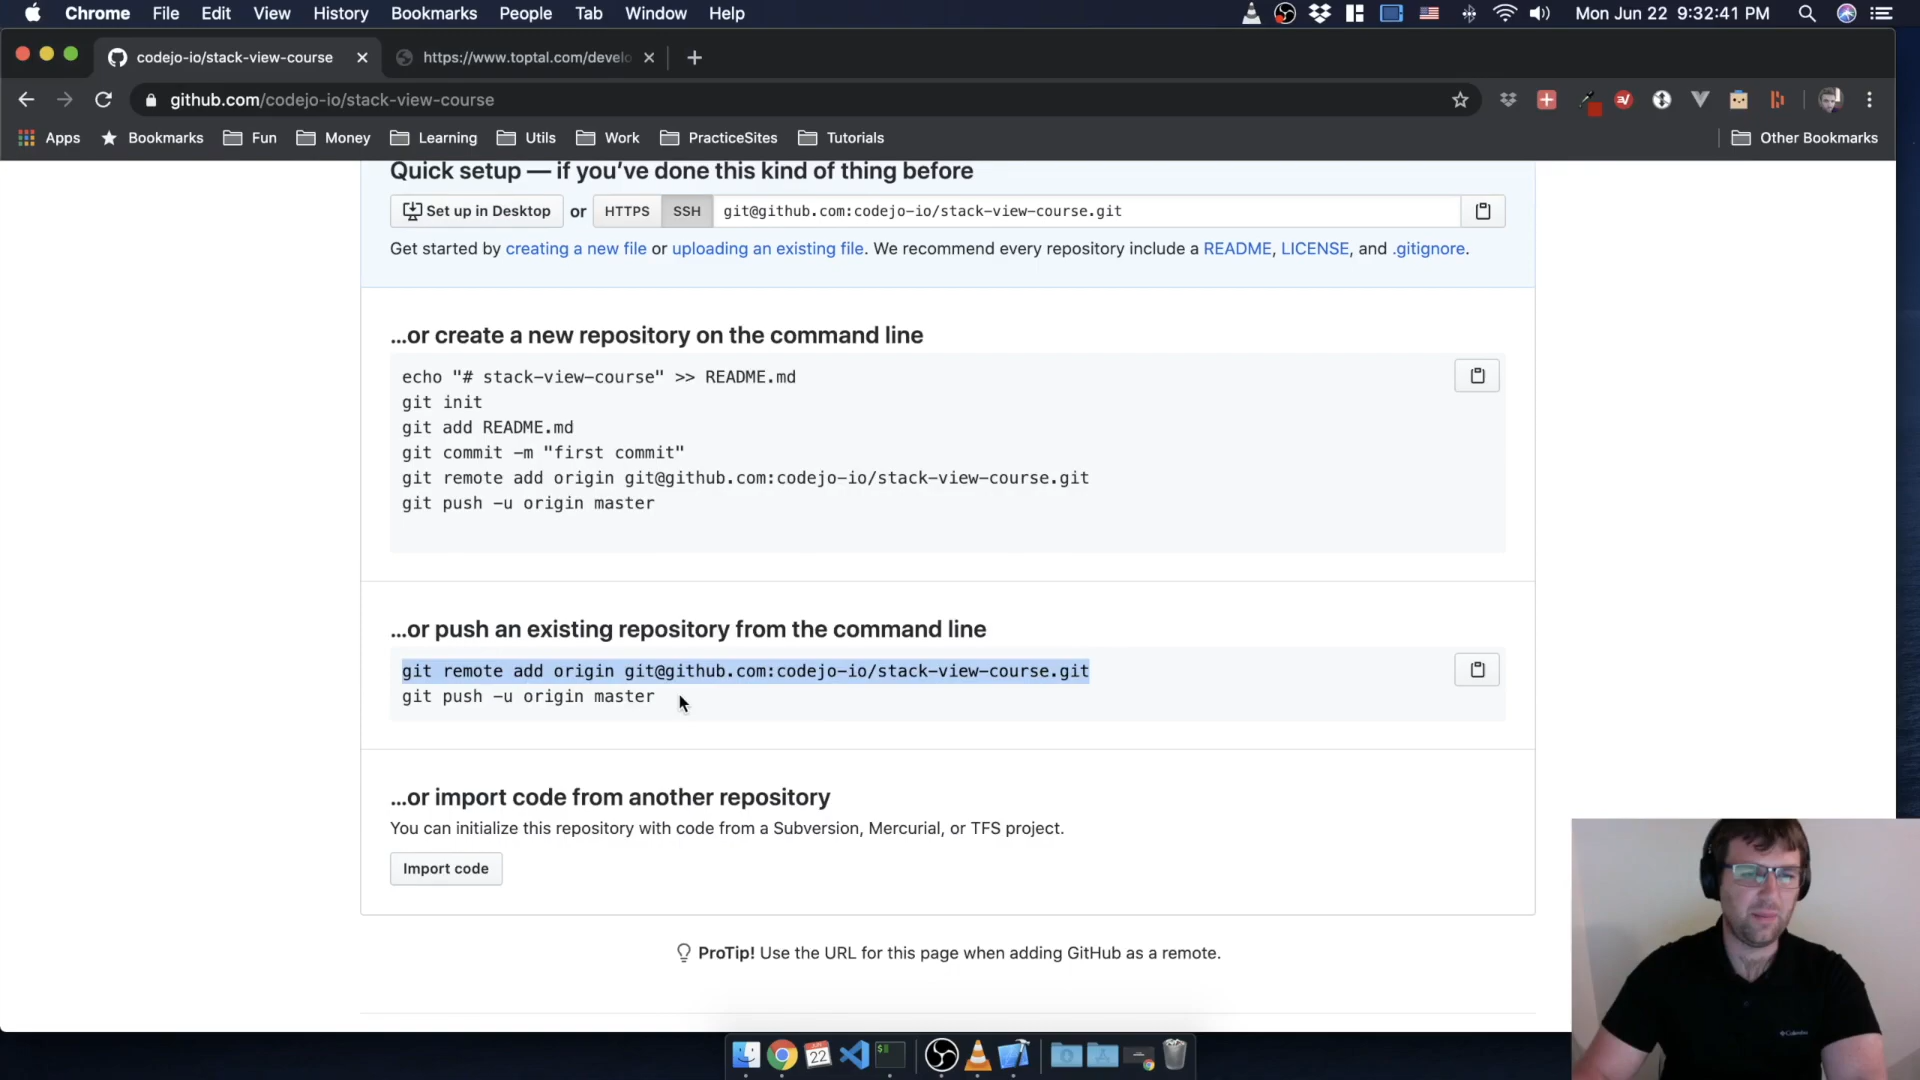 Chrome File Edit View History Bookmarks People Tab Window Help Mon Jun 22 9:32:41 PM
codejo-io/stack-view-course https://www.toptal.com/develo
github.com/codejo-io/stack-view-course
Apps Bookmarks Fun Money Learning Utils Work PracticeSites Tutorials Other Bookmarks
Quick setup — if you’ve done this kind of thing before
Set up in Desktop or HTTPS SSH git@github.com:codejo-io/stack-view-course.git
Get started by creating a new file or uploading an existing file. We recommend every repository include a README, LICENSE, and .gitignore.
…or create a new repository on the command line
echo "# stack-view-course" >> README.md
git init
git add README.md
git commit -m "first commit"
git remote add origin git@github.com:codejo-io/stack-view-course.git
git push -u origin master
…or push an existing repository from the command line
git remote add origin git@github.com:codejo-io/stack-view-course.git
git push -u origin master
…or import code from another repository
You can initialize this repository with code from a Subversion, Mercurial, or TFS project.
Import code
ProTip! Use the URL for this page when adding GitHub as a remote.
Columbia
22